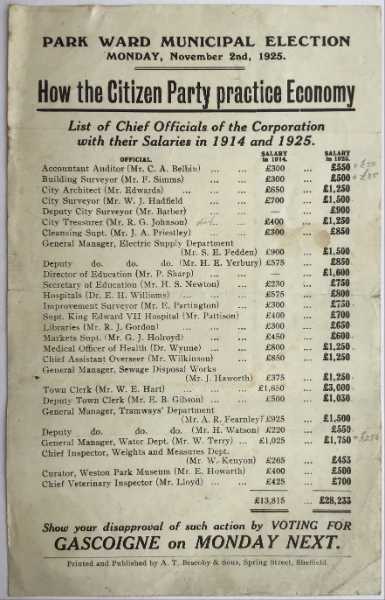 PARK WARD MUNICIPAL ELECTION
MONDAY, November 2nd, 1925.
How the Citizen Party practice Economy
List of Chief Officials of the Corporation
with their Salaries in 1914 and 1925.
OFFICIAL. SALARY in 1914. SALARY in 1925.
Accountant Auditor (Mr. C. A. Belbin) ... ... £300 ... £550
Building Surveyor (Mr. F. Simms) ... £300 ... £500
City Architect (Mr. Edwards) ... ... £650 ... £1,250
City Surveyor (Mr. W. J. Hadfield ... £700 ... £1,500
Deputy City Surveyor (Mr. Barber) ... — ... £900
City Treasurer (Mr. R. G. Johnson) ... £400 ... £1,250
Cleansing Supt. (Mr. J. A. Priestley) ... £300 ... £850
General Manager, Electric Supply Department
(Mr. S. E. Fedden) £900 ... £1,500
Deputy do. do. do. (Mr. H. E. Yerbury) £575 ... £850
Director of Education (Mr. P. Sharp) ... — ... £1,600
Secretary of Education (Mr. H. S. Newton) ... £230 ... £750
Hospitals (Dr. E. H. Williams) ... ... £575 ... £800
Improvement Surveyor (Mr. E. Partington) £300 ... £750
Supt. King Edward VII Hospital (Mr. Pattison) £400 ... £700
Libraries (Mr. R. J. Gordon) ... ... £300 ... £650
Markets Supt. (Mr. G. J. Holroyd) ... £450 ... £600
Medical Officer of Health (Dr. Wynne) ... £800 ... £1,250
Chief Assistant Overseer (Mr. Wilkinson) £850 ... £1,250
General Manager, Sewage Disposal Works
(Mr. J. Haworth) £375 ... £1,250
Town Clerk (Mr. W. E. Hart) ... ... £1,850 ... £3,000
Deputy Town Clerk (Mr. E. B. Gibson) ... £500 ... £1,050
General Manager, Tramways' Department
(Mr. A. R. Fearnley) £925 ... £1,500
Deputy do. do. do. (Mr. H. Watson) £220 ... £550
General Manager, Water Dept. (Mr. W. Terry) ... £1,025 ... £1,750
Chief Inspector, Weights and Measures Dept.
(Mr. W. Kenyon) £265 ... £453
Curator, Weston Park Museum (Mr. E. Howarth) £400 ... £500
Chief Veterinary Inspector (Mr. Lloyd) ... £425 ... £700
£13,815 ... £28,233
Show your disapproval of such action by VOTING FOR
GASCOIGNE on MONDAY NEXT.
Printed and Published by A. T. Beacoby & Sons, Spring Street, Sheffield.